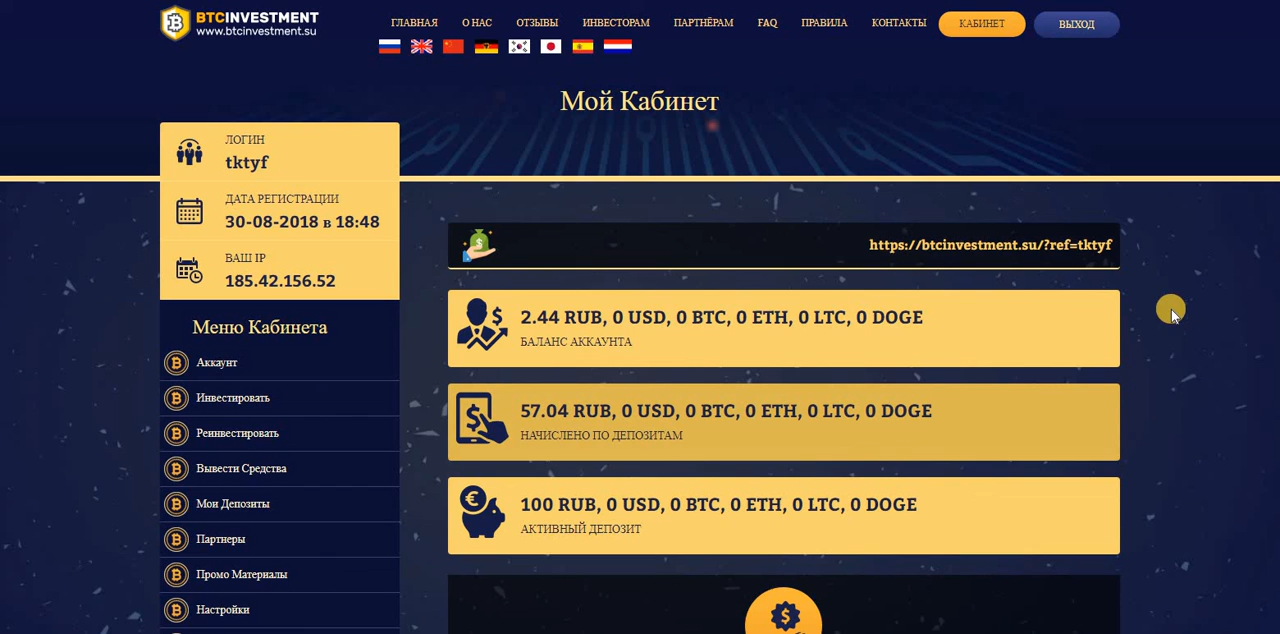 BTCINVESTMENT
www.btcinvestment.su
ГЛАВНАЯ О НАС ОТЗЫВЫ ИНВЕСТОРАМ ПАРТНЁРАМ FAQ ПРАВИЛА КОНТАКТЫ КАБИНЕТ ВЫХОД
Мой Кабинет
ЛОГИН
tktyf
ДАТА РЕГИСТРАЦИИ
30-08-2018 в 18:48
ВАШ IP
185.42.156.52
Меню Кабинета
Аккаунт
Инвестировать
Реинвестировать
Вывести Средства
Мои Депозиты
Партнеры
Промо Материалы
Настройки
https://btcinvestment.su/?ref=tktyf
2.44 RUB, 0 USD, 0 BTC, 0 ETH, 0 LTC, 0 DOGE
БАЛАНС АККАУНТА
57.04 RUB, 0 USD, 0 BTC, 0 ETH, 0 LTC, 0 DOGE
НАЧИСЛЕНО ПО ДЕПОЗИТАМ
100 RUB, 0 USD, 0 BTC, 0 ETH, 0 LTC, 0 DOGE
АКТИВНЫЙ ДЕПОЗИТ